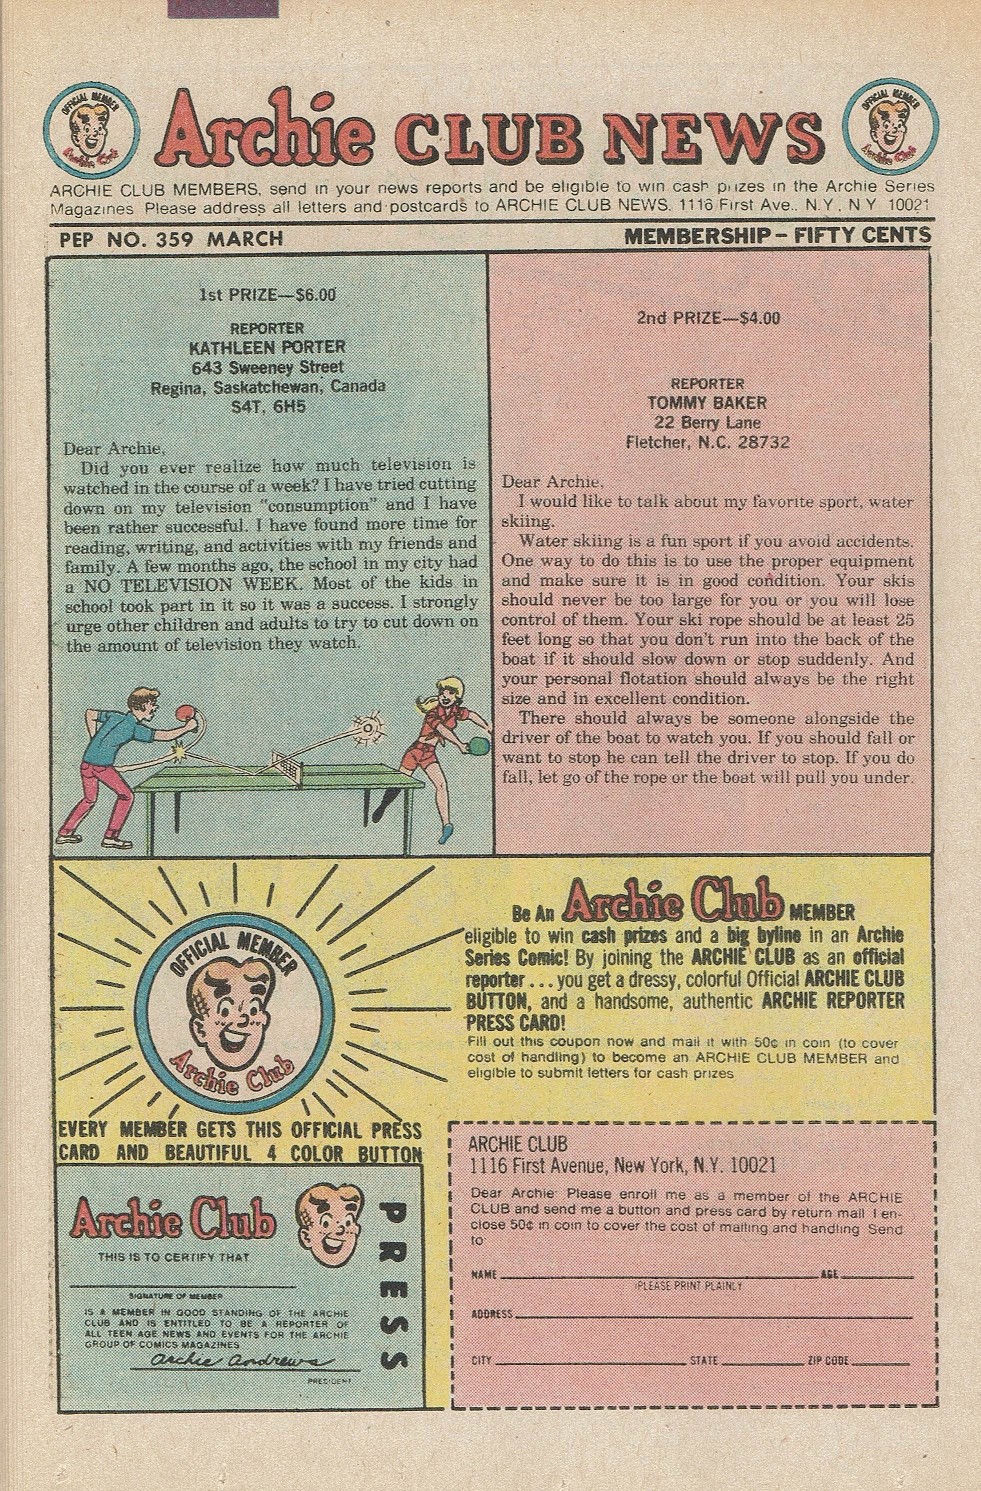 OFFICIAL MEMBER
Archie Club
Archie CLUB NEWS
OFFICIAL MEMBER
Archie Club
ARCHIE CLUB MEMBERS, send in your news reports and be eligible to win cash prizes in the Archie Series
Magazines Please address all letters and postcards to ARCHIE CLUB NEWS. 1116 First Ave.. N.Y, N Y 10021
PEP NO. 359 MARCH
MEMBERSHIP – FIFTY CENTS
1st PRIZE—$6.00
REPORTER
KATHLEEN PORTER
643 Sweeney Street
Regina, Saskatchewan, Canada
S4T, 6H5
Dear Archie,
Did you ever realize how much television is
watched in the course of a week? I have tried cutting
down on my television "consumption" and I have
been rather successful. I have found more time for
reading, writing, and activities with my friends and
family. A few months ago, the school in my city had
a NO TELEVISION WEEK. Most of the kids in
school took part in it so it was a success. I strongly
urge other children and adults to try to cut down on
the amount of television they watch.
2nd PRIZE—$4.00
REPORTER
TOMMY BAKER
22 Berry Lane
Fletcher, N.C. 28732
Dear Archie,
I would like to talk about my favorite sport, water
skiing.
Water skiing is a fun sport if you avoid accidents.
One way to do this is to use the proper equipment
and make sure it is in good condition. Your skis
should never be too large for you or you will lose
control of them. Your ski rope should be at least 25
feet long so that you don't run into the back of the
boat if it should slow down or stop suddenly. And
your personal flotation should always be the right
size and in excellent condition.
There should always be someone alongside the
driver of the boat to watch you. If you should fall or
want to stop he can tell the driver to stop. If you do
fall, let go of the rope or the boat will pull you under.
OFFICIAL MEMBER
Archie Club
EVERY MEMBER GETS THIS OFFICIAL PRESS
CARD AND BEAUTIFUL 4 COLOR BUTTON
Be An Archie Club MEMBER
eligible to win cash prizes and a big byline in an Archie
Series Comic! By joining the ARCHIE CLUB as an official
reporter . . . you get a dressy, colorful Official ARCHIE CLUB
BUTTON, and a handsome, authentic ARCHIE REPORTER
PRESS CARD!
Fill out this coupon now and mail it with 50¢ in coin (to cover
cost of handling) to become an ARCHIE CLUB MEMBER and
eligible to submit letters for cash prizes
Archie Club
THIS IS TO CERTIFY THAT
SIGNATURE OF MEMBER
IS A MEMBER IN GOOD STANDING OF THE ARCHIE
CLUB AND IS ENTITLED TO BE A REPORTER OF
ALL TEEN AGE NEWS AND EVENTS FOR THE ARCHIE
GROUP OF COMICS MAGAZINES
Archie Andrews
PRESIDENT
PRESS
ARCHIE CLUB
1116 First Avenue, New York, N.Y. 10021
Dear Archie: Please enroll me as a member of the ARCHIE
CLUB and send me a button and press card by return mail I en-
close 50¢ in coin to cover the cost of mailing and handling Send
to
NAME AGE
(PLEASE PRINT PLAINLY
ADDRESS
CITY STATE ZIP CODE